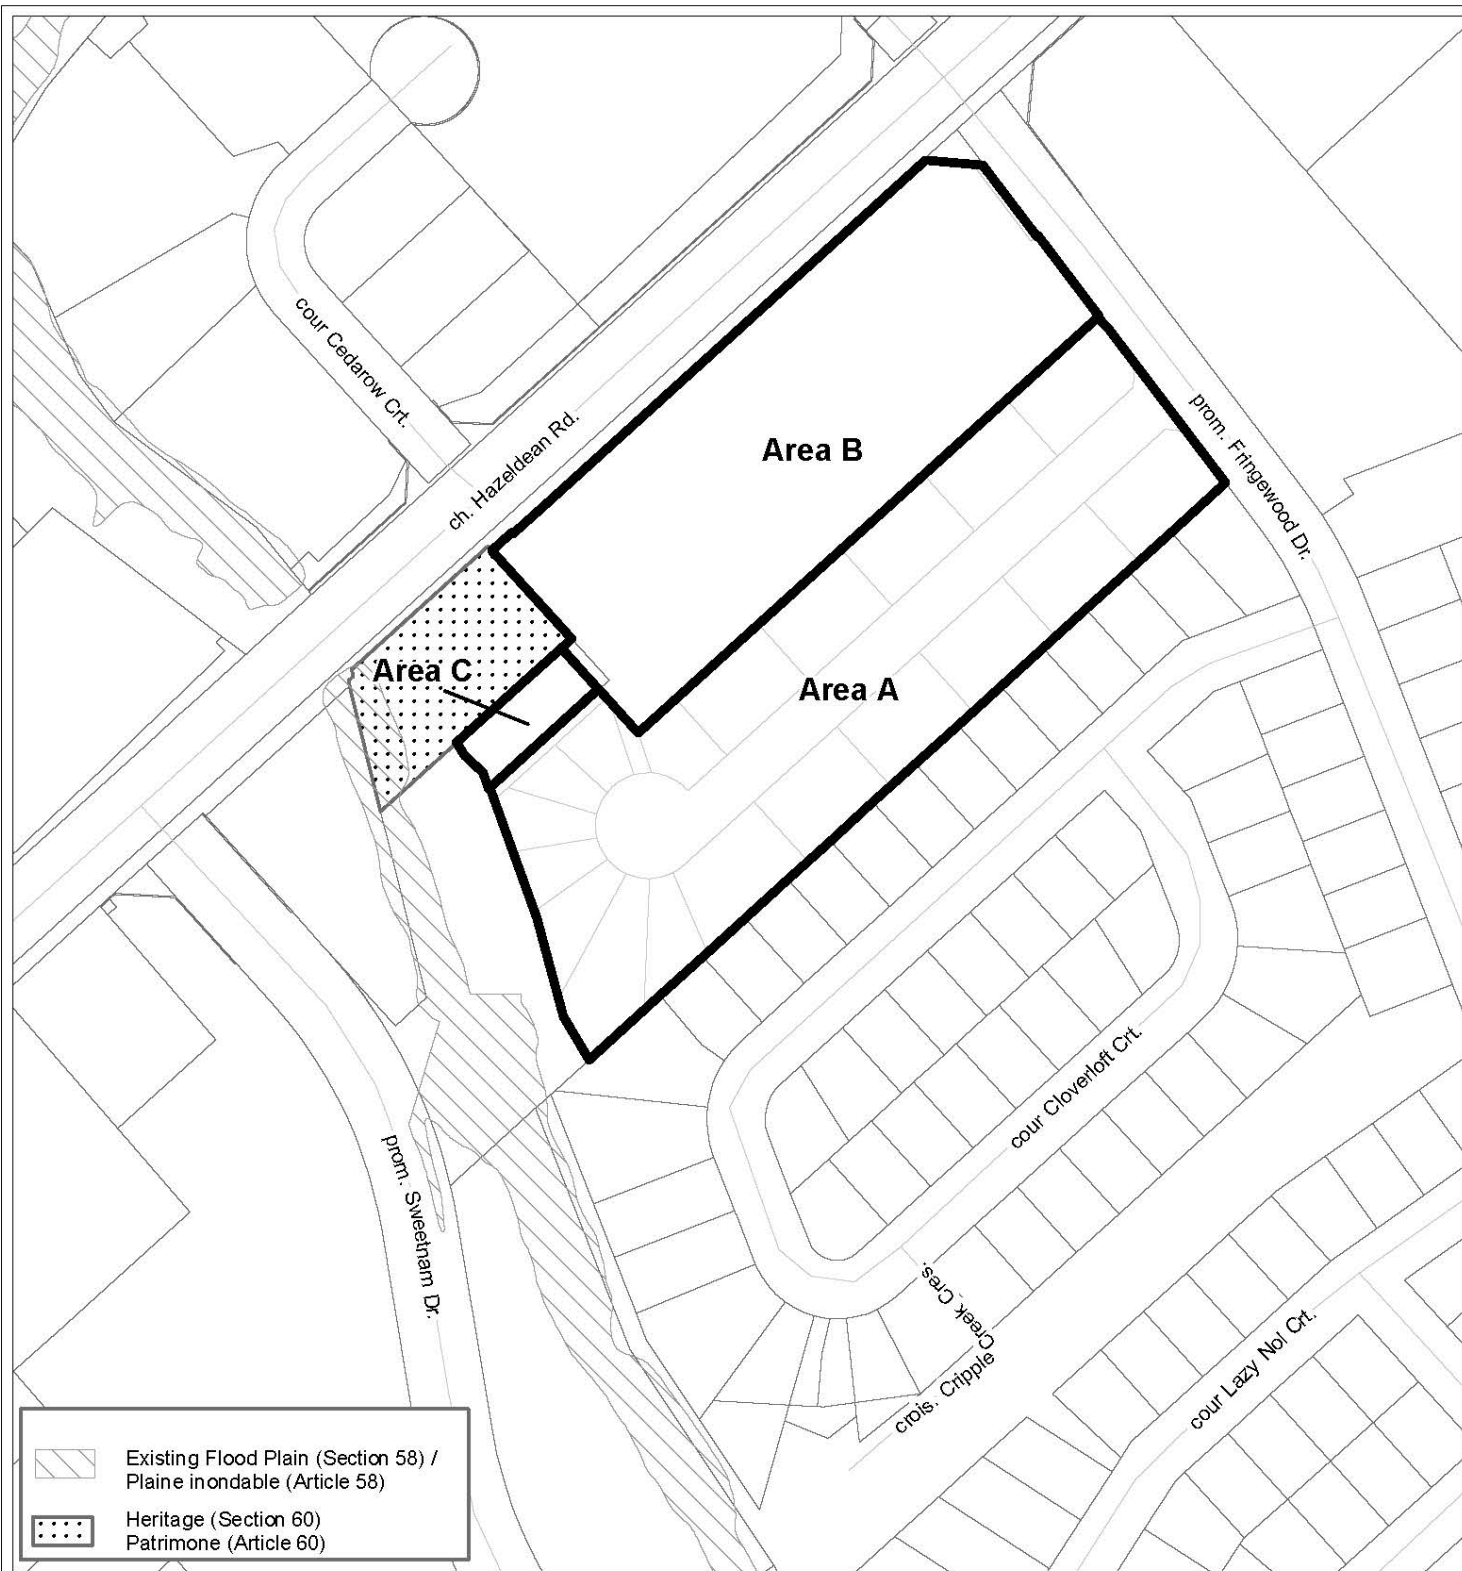 cour Cedarow Crt.
ch. Hazeldean Rd.
Area B
prom. Fringewood Dr.
Area C
Area A
cour Cloverloft Crt.
prom. Sweetnam Dr.
crois. Cripple Creek Cres.
cour Lazy Nol Crt.
Existing Flood Plain (Section 58) /
Plaine inondable (Article 58)
Heritage (Section 60)
Patrimone (Article 60)